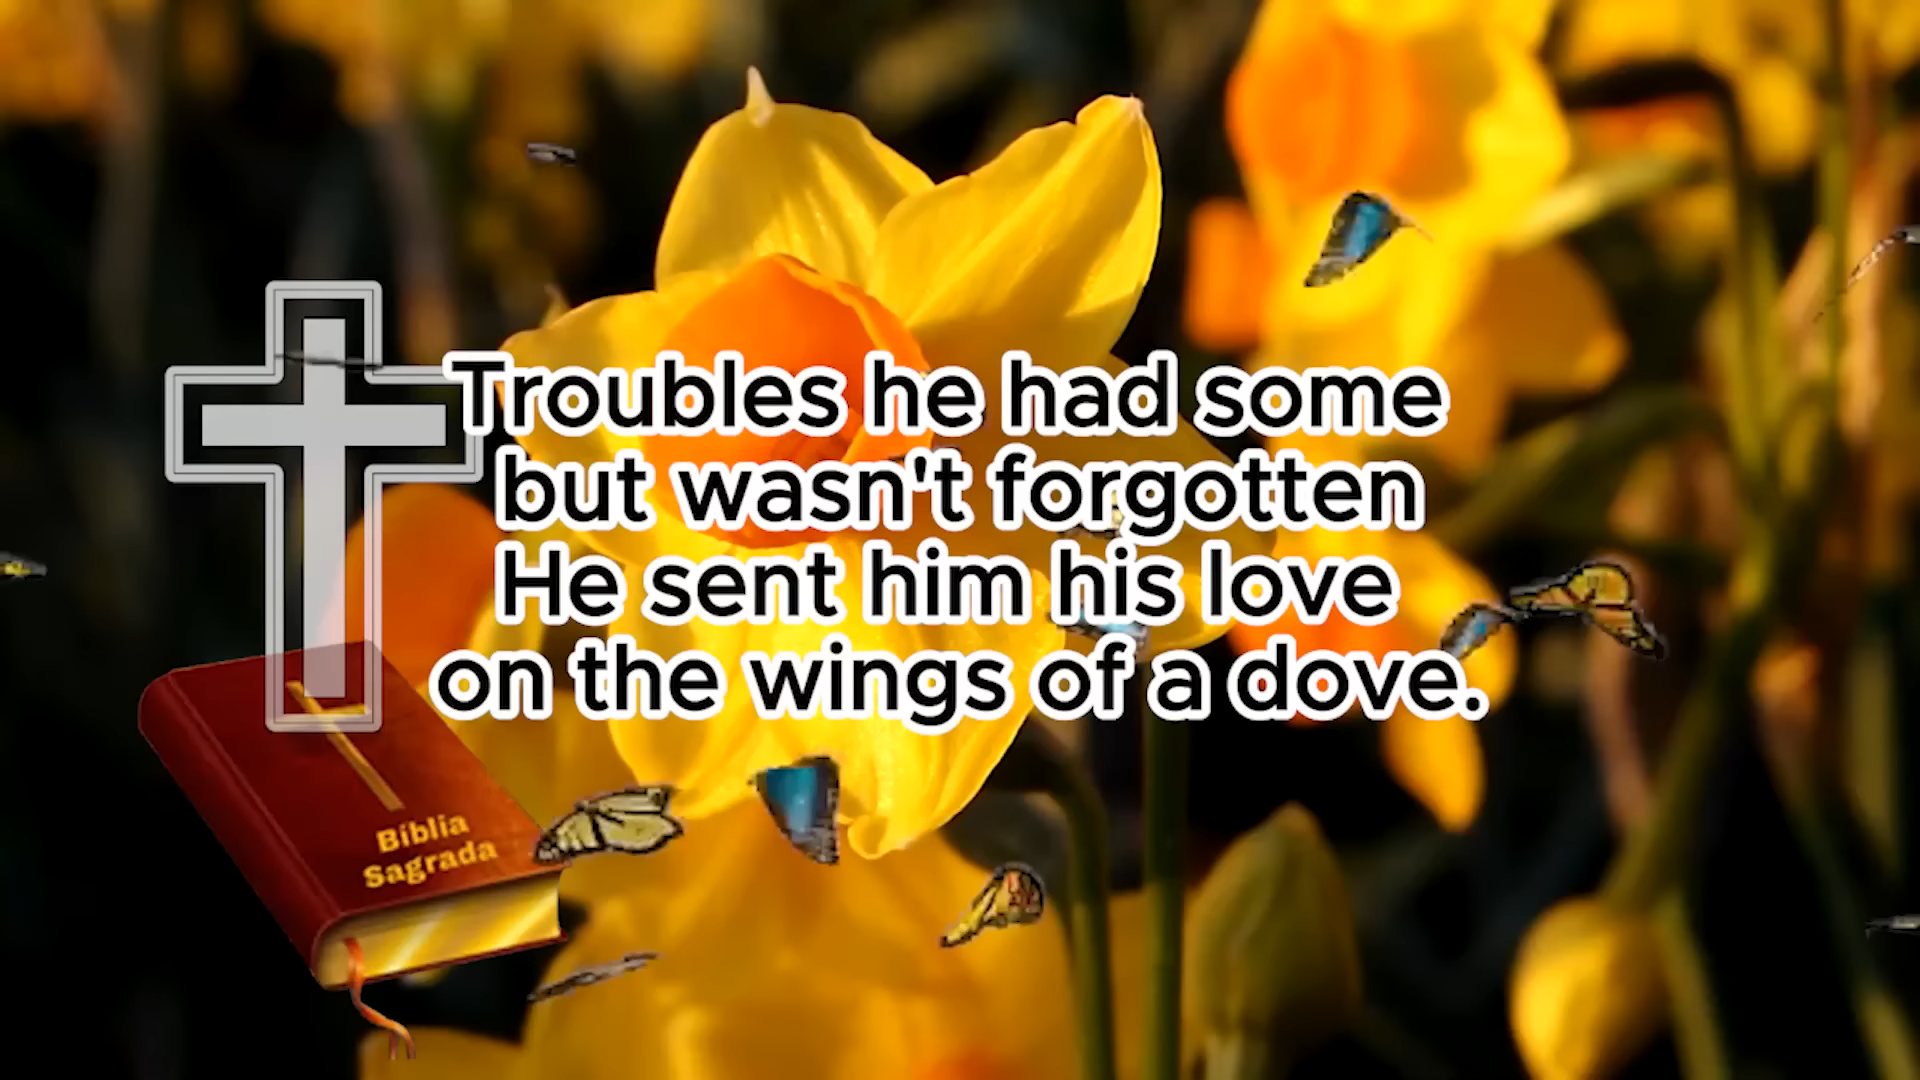 Troubles he had some
but wasn't forgotten
He sent him his love
on the wings of a dove.
Bíblia
Sagrada